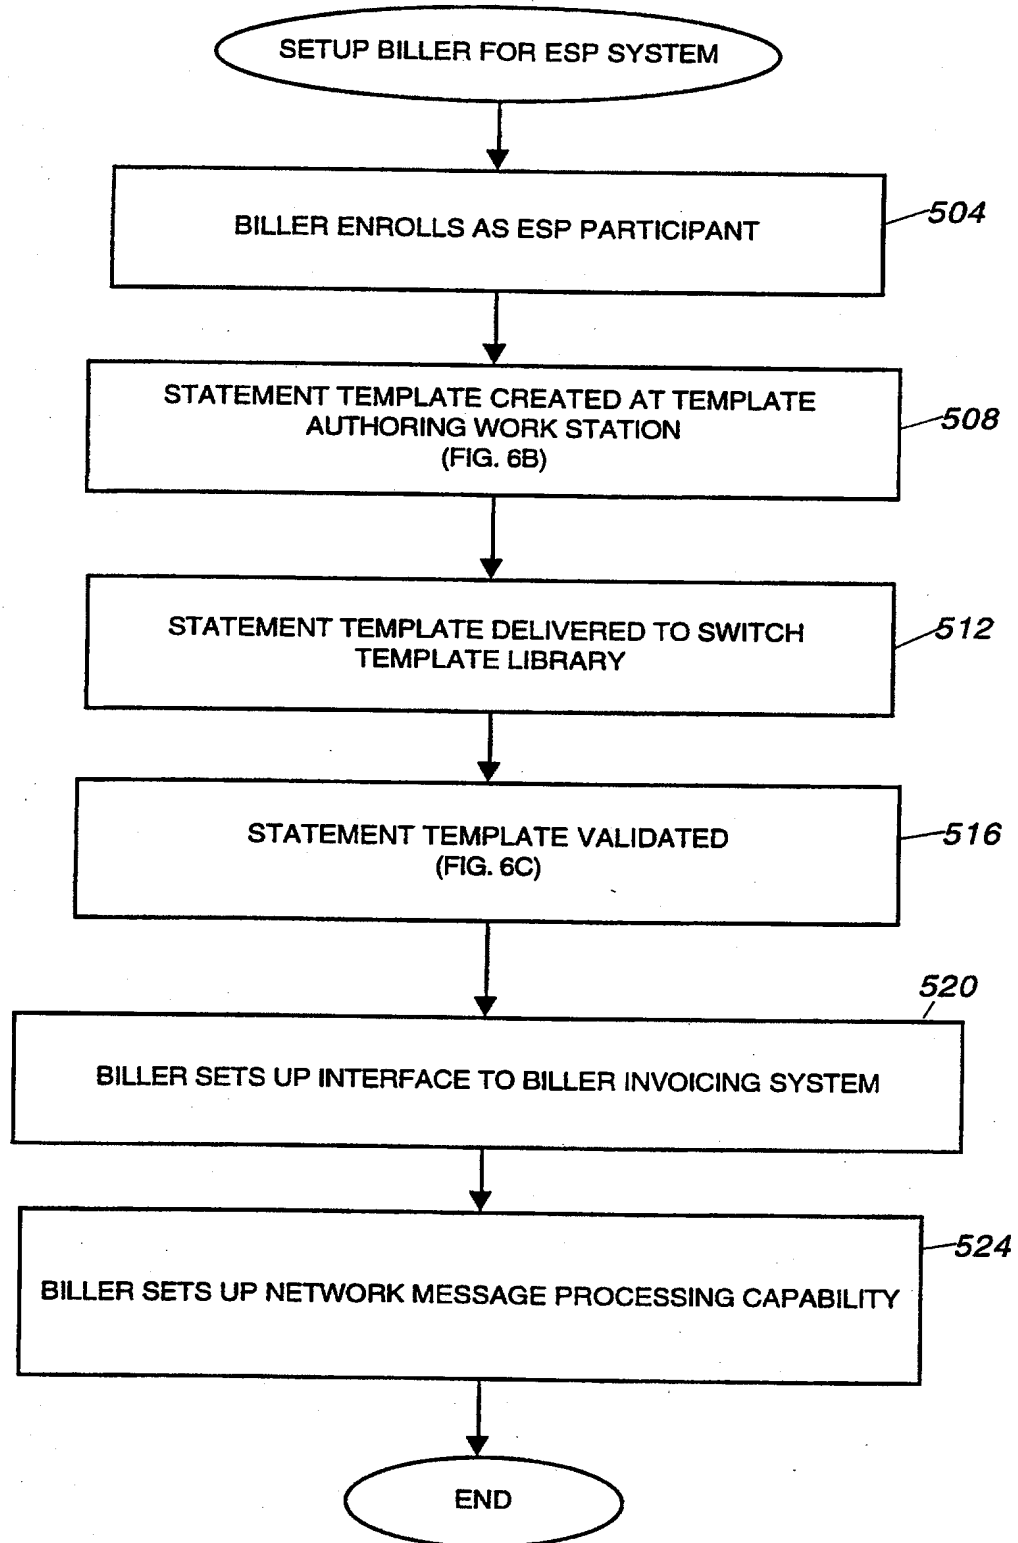 SETUP BILLER FOR ESP SYSTEM
BILLER ENROLLS AS ESP PARTICIPANT
504
STATEMENT TEMPLATE CREATED AT TEMPLATE
AUTHORING WORK STATION
(FIG. 6B)
508
STATEMENT TEMPLATE DELIVERED TO SWITCH
TEMPLATE LIBRARY
512
STATEMENT TEMPLATE VALIDATED
(FIG. 6C)
516
520
BILLER SETS UP INTERFACE TO BILLER INVOICING SYSTEM
524
BILLER SETS UP NETWORK MESSAGE PROCESSING CAPABILITY
END